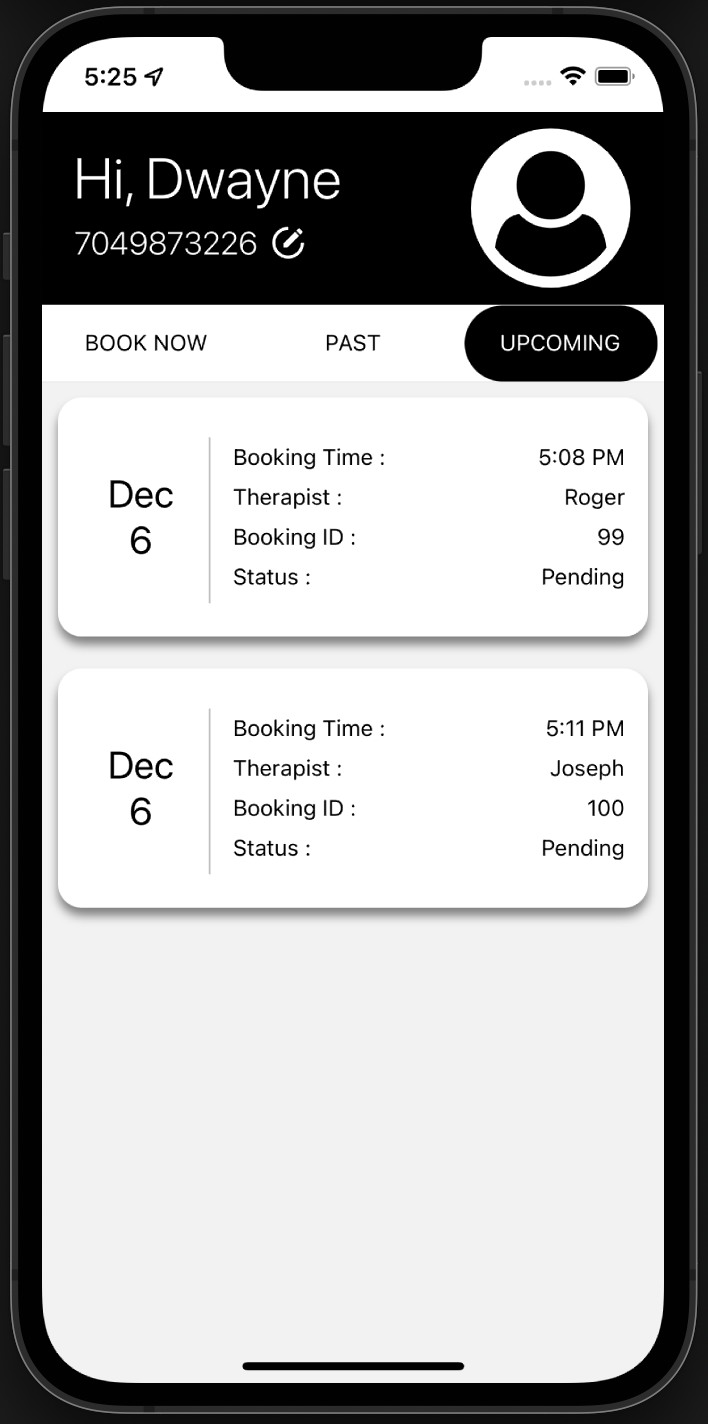 5:25
Hi, Dwayne
7049873226
BOOK NOW PAST UPCOMING
Dec
6
Booking Time : 5:08 PM
Therapist : Roger
Booking ID : 99
Status : Pending
Dec
6
Booking Time : 5:11 PM
Therapist : Joseph
Booking ID : 100
Status : Pending